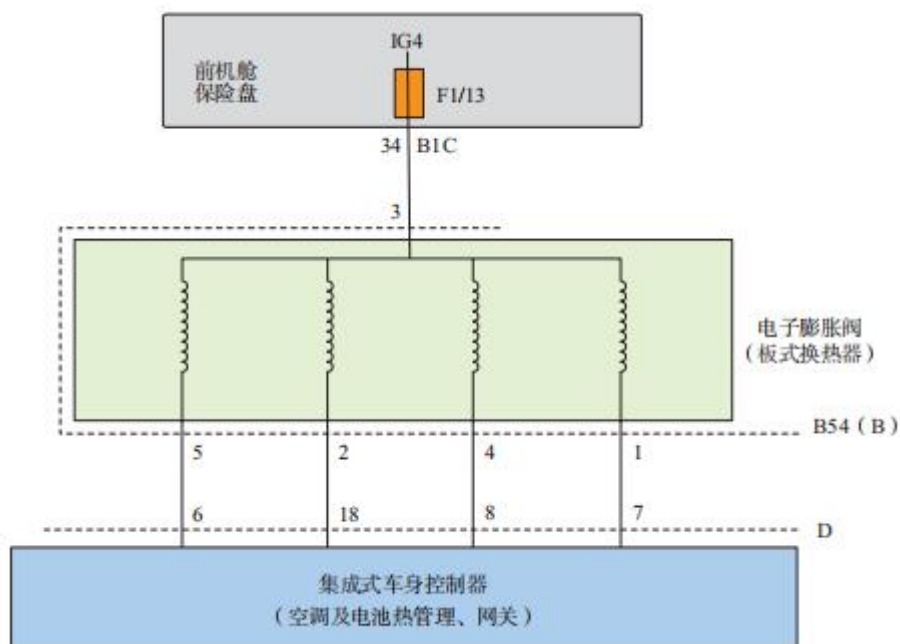 IG4
前机舱
保险盘
F1/13
34 B1C
3
电子膨胀阀
(板式换热器)
B54(B)
5 2 4 1
6 18 8 7
D
集成式车身控制器
(空调及电池热管理、网关)